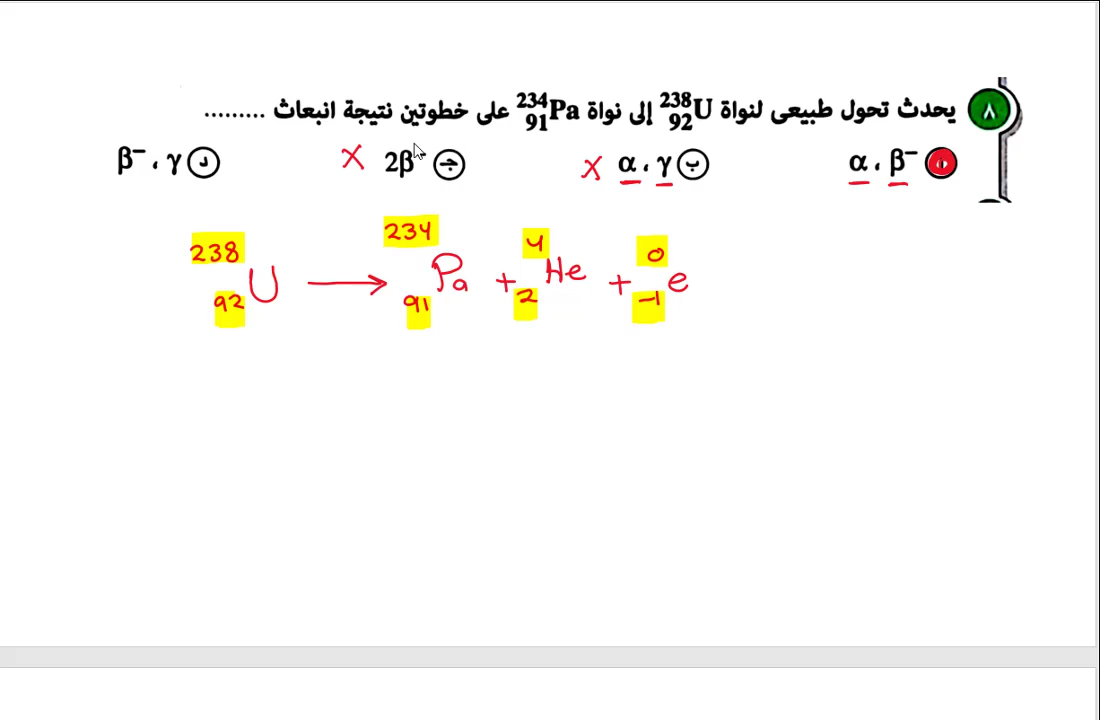 ٨ يحدث تحول طبيعى لنواة ²³⁸₉₂U إلى نواة ²³⁴₉₁Pa على خطوتين نتيجة انبعاث .........
α ، β⁻ ب α ، γ X ج 2β⁻ X د β⁻ ، γ
²³⁸₉₂U → ²³⁴₉₁Pa + ⁴₂He + ⁰₋₁e